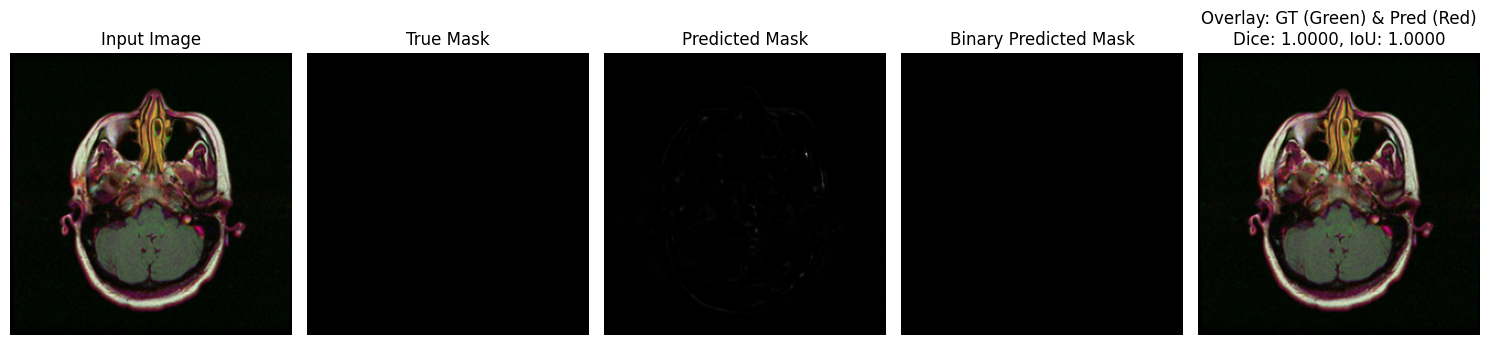 Input Image
True Mask
Predicted Mask
Binary Predicted Mask
Overlay: GT (Green) & Pred (Red)
Dice: 1.0000, IoU: 1.0000